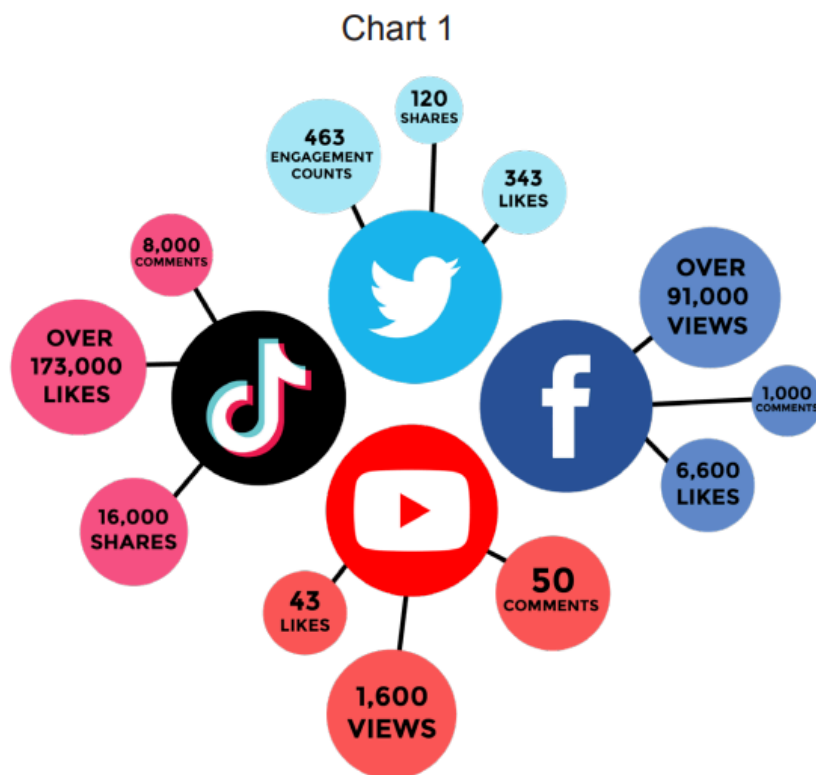 Chart 1
463
ENGAGEMENT
COUNTS
120
SHARES
343
LIKES
8,000
COMMENTS
OVER
173,000
LIKES
16,000
SHARES
OVER
91,000
VIEWS
1,000
COMMENTS
6,600
LIKES
f
43
LIKES
1,600
VIEWS
50
COMMENTS